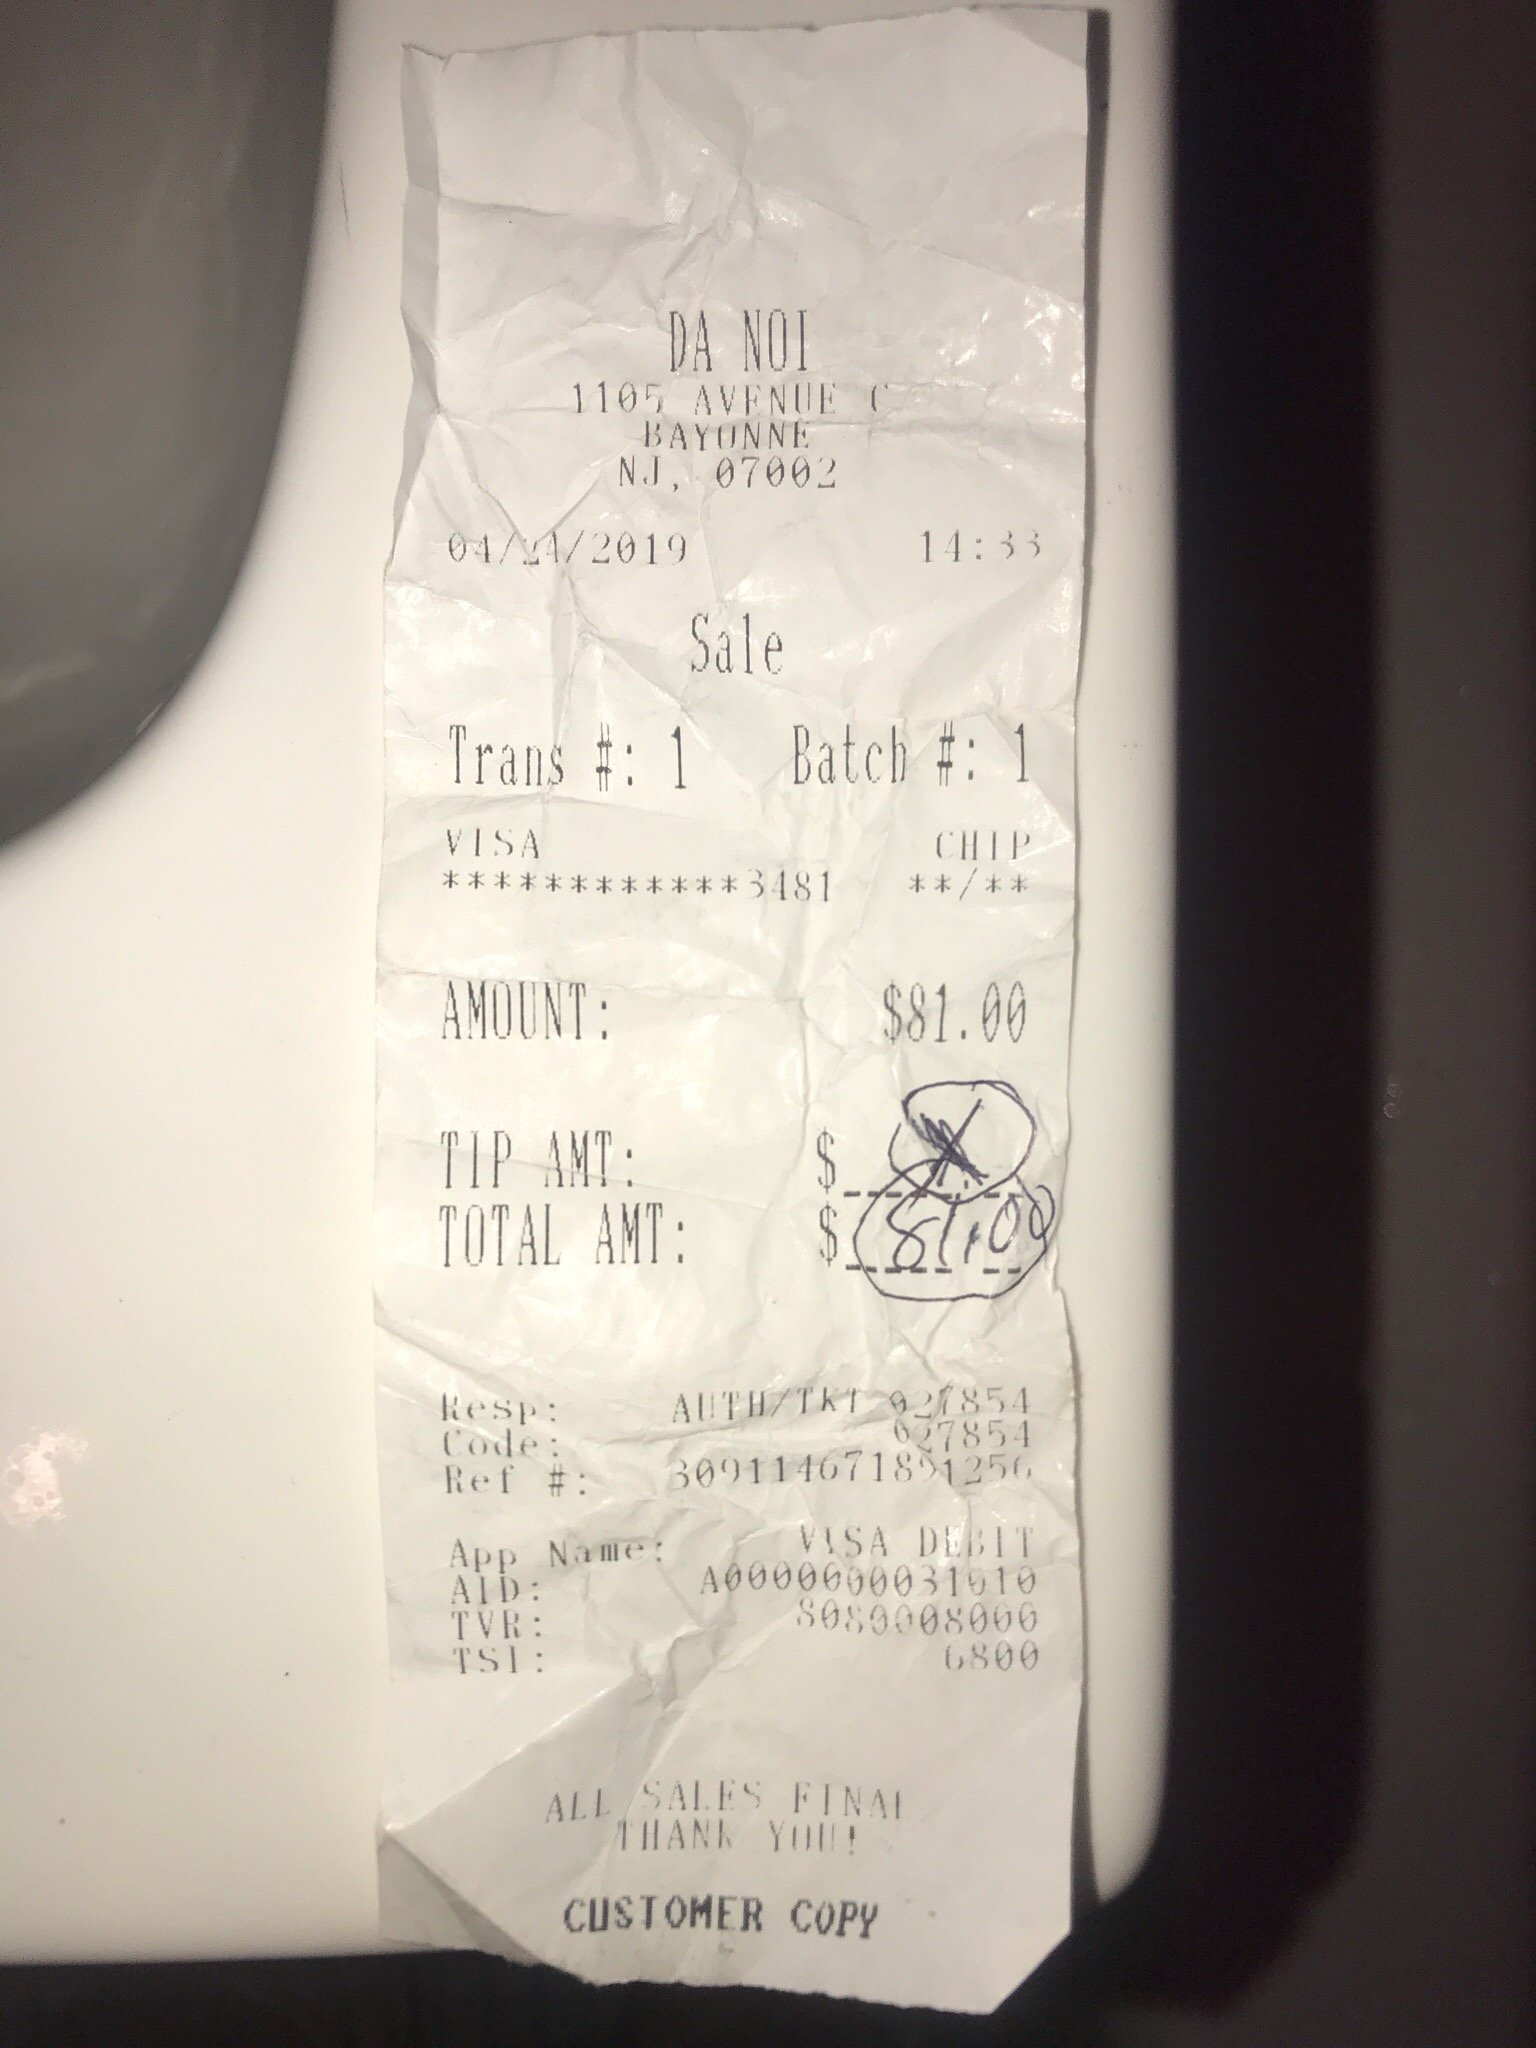 DA NOI
1105 AVENUE C
BAYONNE
NJ, 07002
04/24/2019 14:33
Sale
Trans #: 1 Batch #: 1
VISA CHIP
************3481 **/**
AMOUNT: $81.00
TIP AMT: $
TOTAL AMT: $ 81.00
Resp: AUTH/TKT 027854
Code: 027854
Ref #: 309114671891256
App Name: VISA DEBIT
AID: A0000000031010
TVR: 8080008000
TSI: 6800
ALL SALES FINAL
THANK YOU!
CUSTOMER COPY